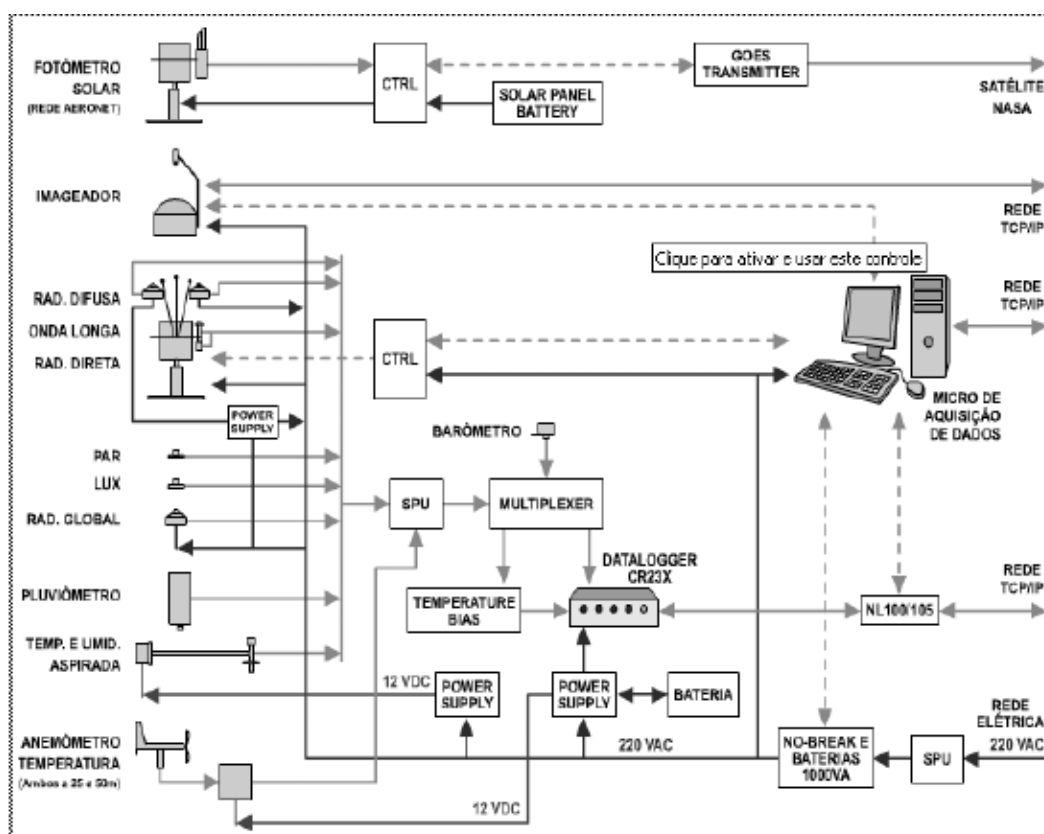 FOTÔMETRO
SOLAR
(REDE AERONET)
CTRL
GOES
TRANSMITTER
SOLAR PANEL
BATTERY
SATÉLITE
NASA
IMAGEADOR
REDE
TCP/IP
Clique para ativar e usar este controle
RAD. DIFUSA
ONDA LONGA
RAD. DIRETA
CTRL
REDE
TCP/IP
MICRO DE
AQUISIÇÃO
DE DADOS
POWER
SUPPLY
BARÔMETRO
PAR
LUX
RAD. GLOBAL
SPU
MULTIPLEXER
DATALOGGER
CR23X
PLUVIÔMETRO
TEMPERATURE
BIAS
NL100/105
REDE
TCP/IP
TEMP. E UMID.
ASPIRADA
12 VDC
POWER
SUPPLY
POWER
SUPPLY
BATERIA
ANEMÔMETRO
TEMPERATURA
(Ambos a 25 e 50m)
220 VAC
NO-BREAK E
BATERIAS
1000VA
SPU
REDE
ELÉTRICA
220 VAC
12 VDC